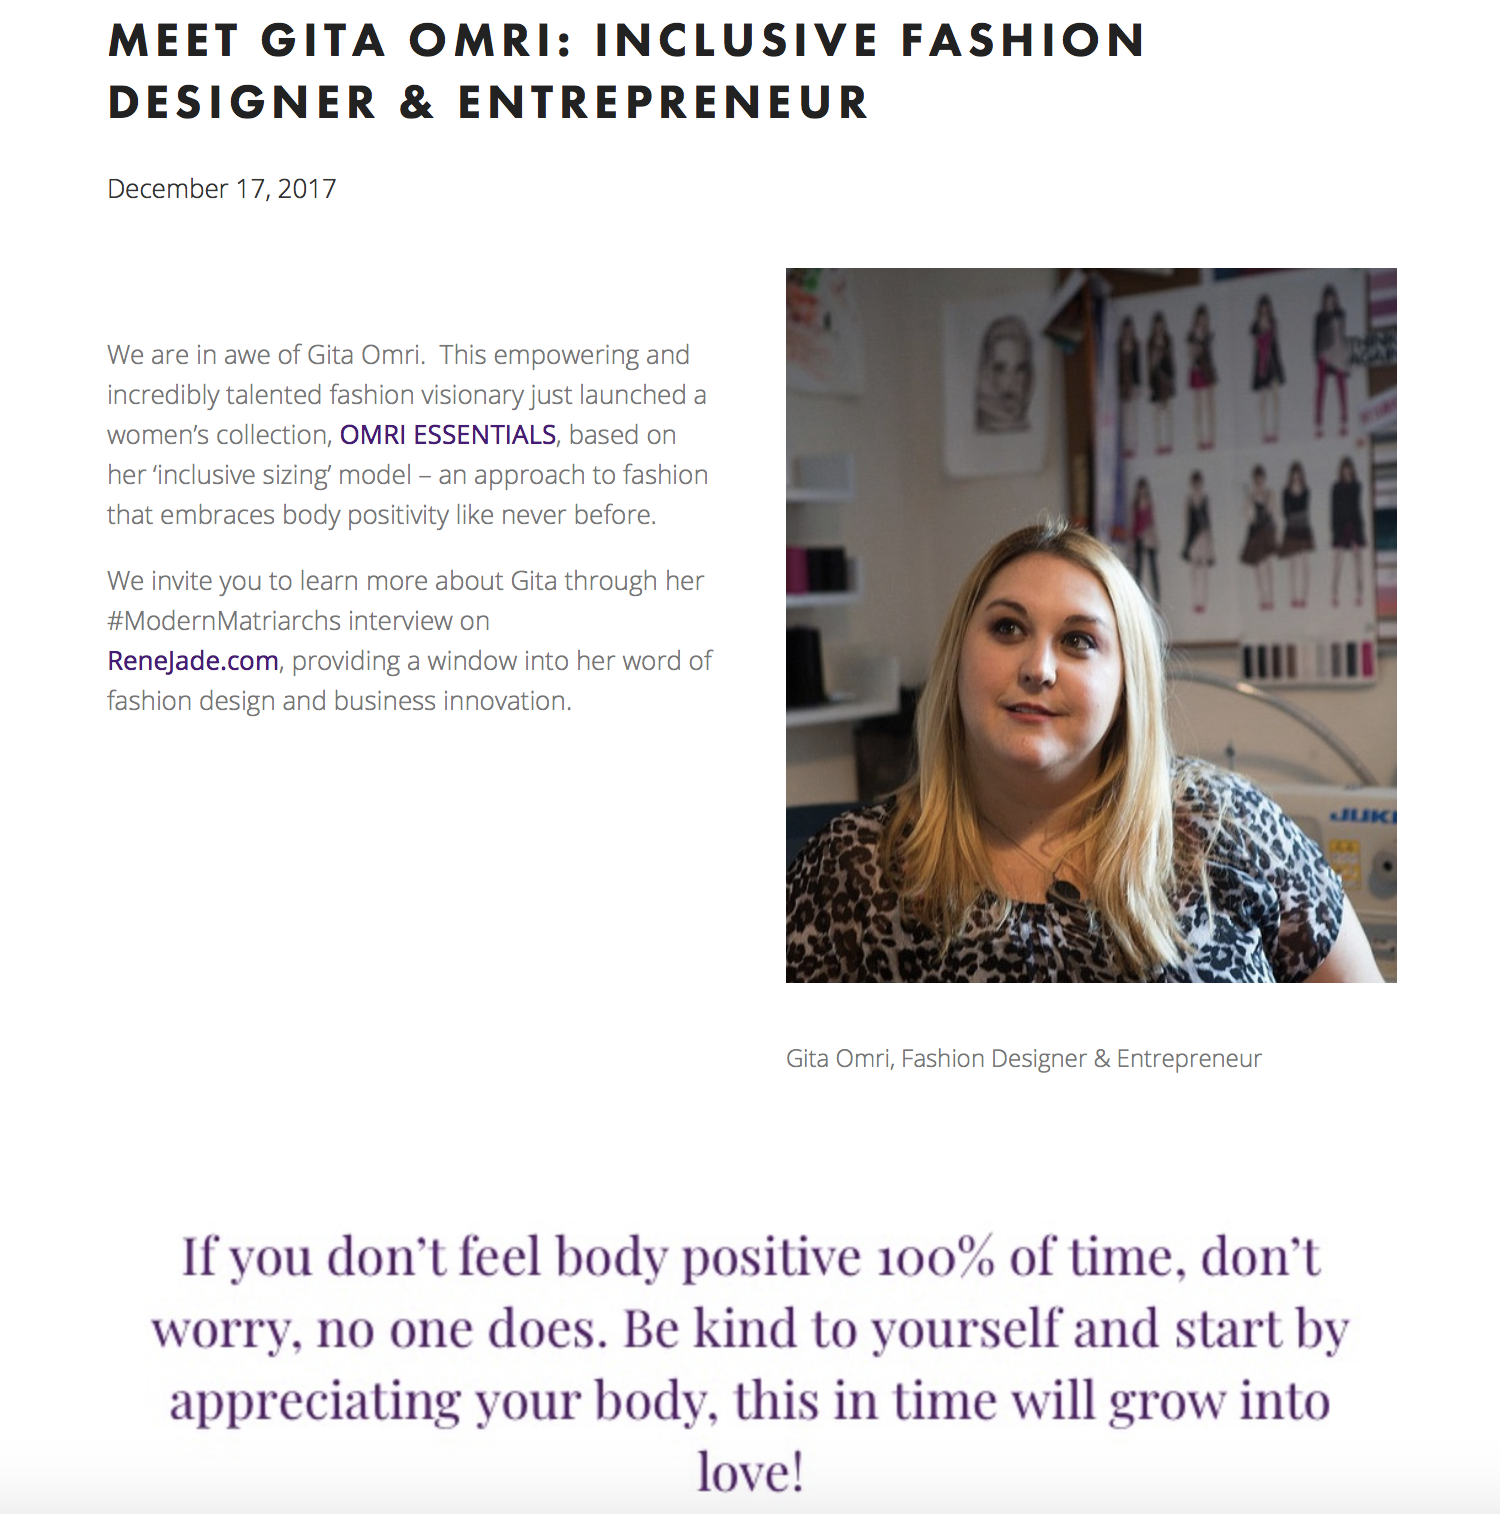 MEET GITA OMRI: INCLUSIVE FASHION
DESIGNER & ENTREPRENEUR
December 17, 2017
We are in awe of Gita Omri.  This empowering and
incredibly talented fashion visionary just launched a
women’s collection, OMRI ESSENTIALS, based on
her ‘inclusive sizing’ model – an approach to fashion
that embraces body positivity like never before.
We invite you to learn more about Gita through her
#ModernMatriarchs interview on
ReneJade.com, providing a window into her word of
fashion design and business innovation.
THINK
AGAIN
JUKI
Gita Omri, Fashion Designer & Entrepreneur
If you don’t feel body positive 100% of time, don’t
worry, no one does. Be kind to yourself and start by
appreciating your body, this in time will grow into
love!